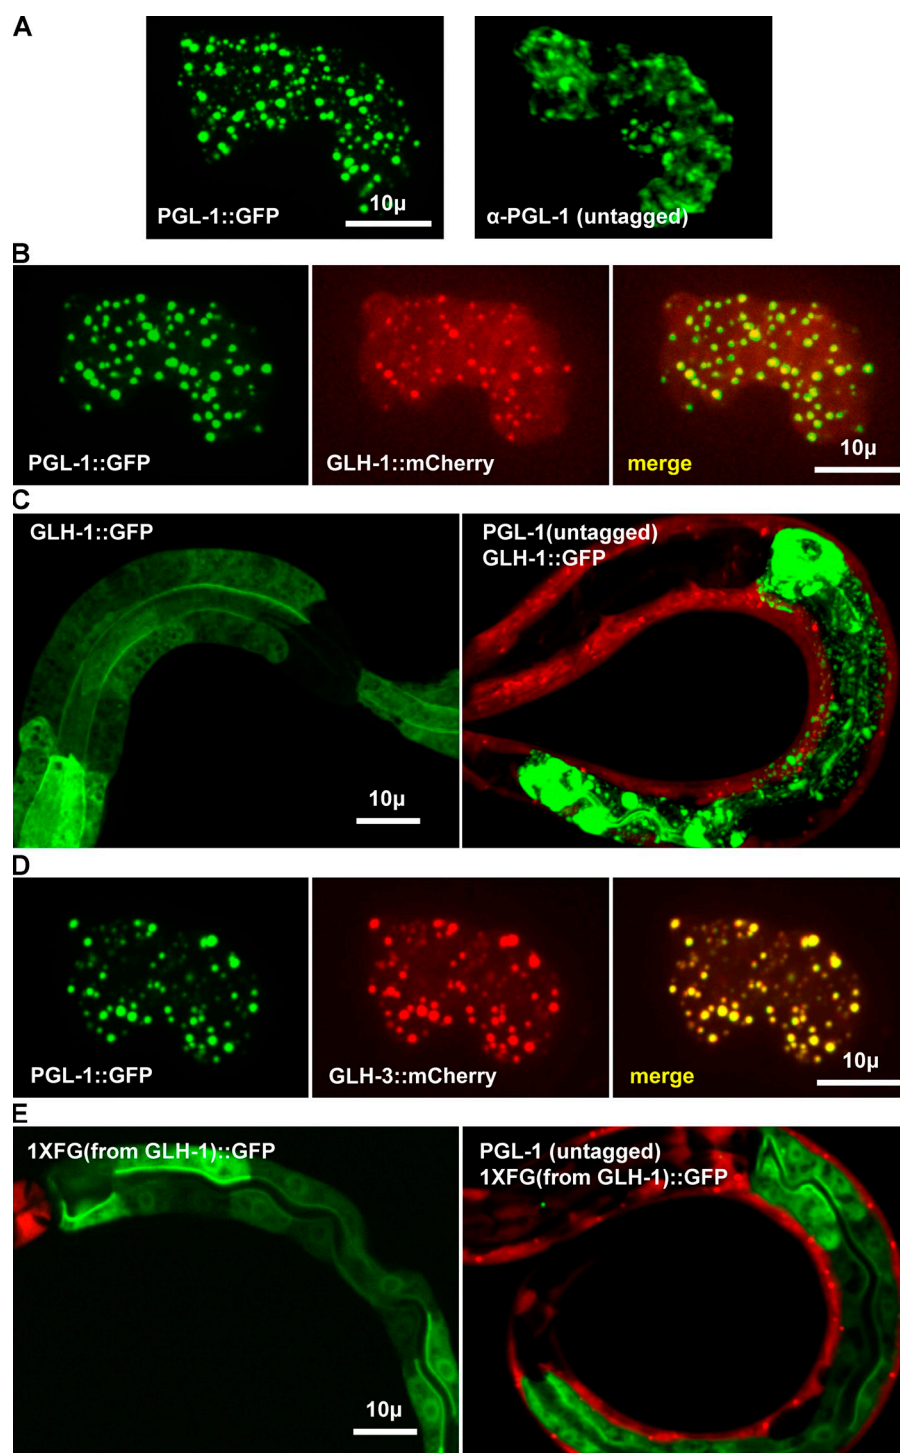 A
PGL-1::GFP
10µ
α-PGL-1 (untagged)
B
PGL-1::GFP
GLH-1::mCherry
merge
10µ
C
GLH-1::GFP
10µ
PGL-1(untagged)
GLH-1::GFP
D
PGL-1::GFP
GLH-3::mCherry
merge
10µ
E
1XFG(from GLH-1)::GFP
10µ
PGL-1 (untagged)
1XFG(from GLH-1)::GFP